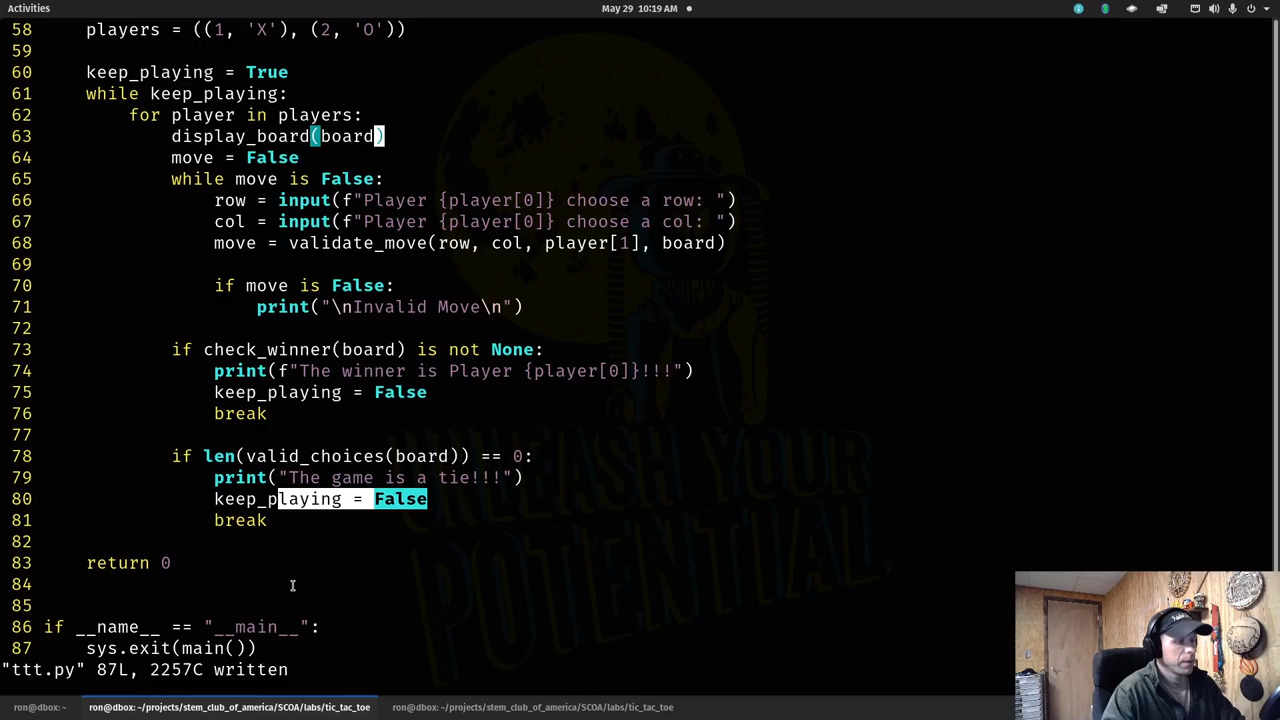 Activities
May 29 10:19 AM
58 players = ((1, 'X'), (2, 'O'))
59
60 keep_playing = True
61 while keep_playing:
62 for player in players:
63 display_board(board)
64 move = False
65 while move is False:
66 row = input(f"Player {player[0]} choose a row: ")
67 col = input(f"Player {player[0]} choose a col: ")
68 move = validate_move(row, col, player[1], board)
69
70 if move is False:
71 print("\nInvalid Move\n")
72
73 if check_winner(board) is not None:
74 print(f"The winner is Player {player[0]}!!!")
75 keep_playing = False
76 break
77
78 if len(valid_choices(board)) == 0:
79 print("The game is a tie!!!")
80 keep_playing = False
81 break
82
83 return 0
84
85
86 if __name__ == "__main__":
87 sys.exit(main())
"ttt.py" 87L, 2257C written
UNLEASH YOUR
POTENTIAL
ron@dbox: ~
ron@dbox: ~/projects/stem_club_of_america/SCOA/labs/tic_tac_toe
ron@dbox: ~/projects/stem_club_of_america/SCOA/labs/tic_tac_toe